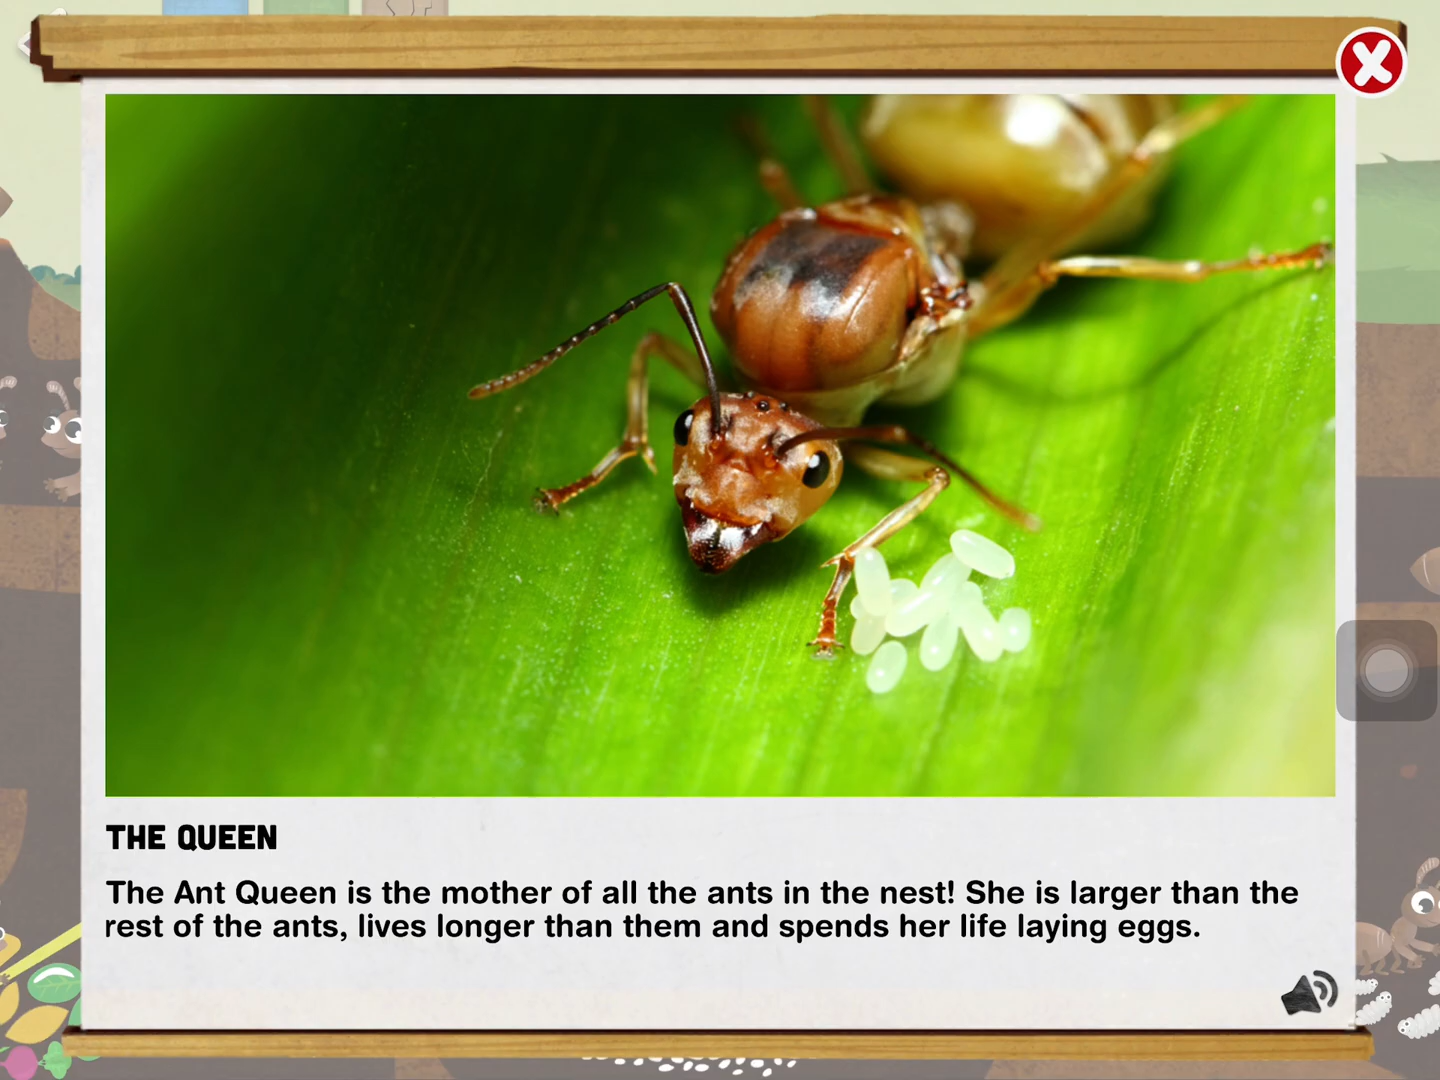 THE QUEEN
The Ant Queen is the mother of all the ants in the nest! She is larger than the
rest of the ants, lives longer than them and spends her life laying eggs.